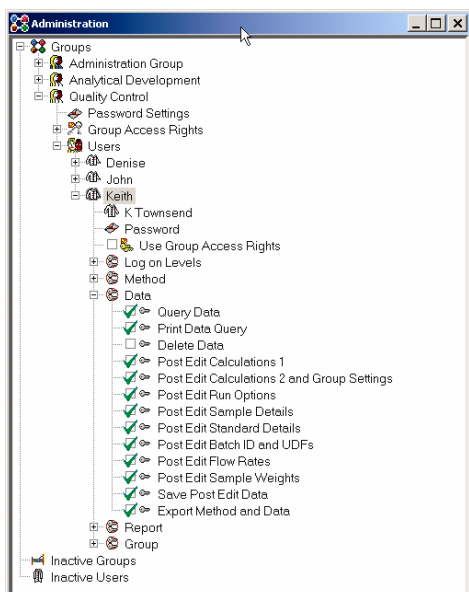 Administration
Groups
Administration Group
Analytical Development
Quality Control
Password Settings
Group Access Rights
Users
Denise
John
Keith
K Townsend
Password
Use Group Access Rights
Log on Levels
Method
Data
Query Data
Print Data Query
Delete Data
Post Edit Calculations 1
Post Edit Calculations 2 and Group Settings
Post Edit Run Options
Post Edit Sample Details
Post Edit Standard Details
Post Edit Batch ID and UDFs
Post Edit Flow Rates
Post Edit Sample Weights
Save Post Edit Data
Export Method and Data
Report
Group
Inactive Groups
Inactive Users